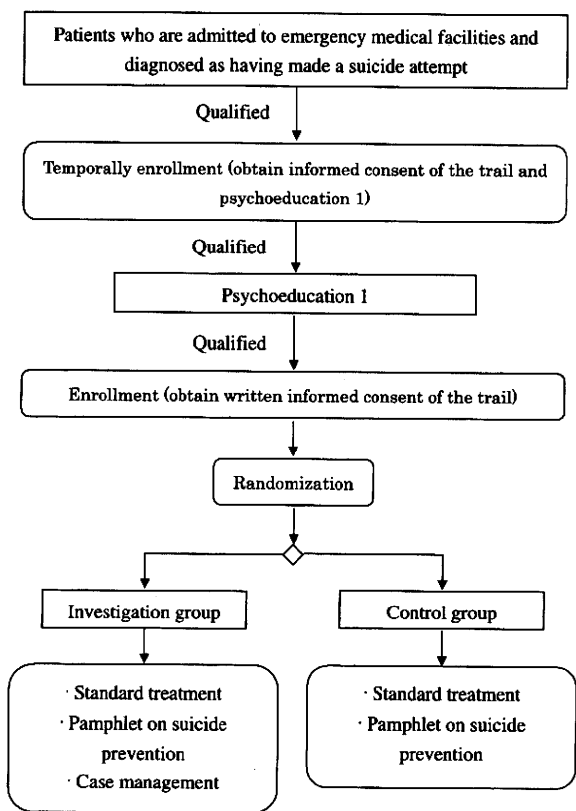 Patients who are admitted to emergency medical facilities and
diagnosed as having made a suicide attempt
Qualified
Temporally enrollment (obtain informed consent of the trail and
psychoeducation 1)
Qualified
Psychoeducation 1
Qualified
Enrollment (obtain written informed consent of the trail)
Randomization
Investigation group
Control group
· Standard treatment
· Pamphlet on suicide
prevention
· Case management
· Standard treatment
· Pamphlet on suicide
prevention